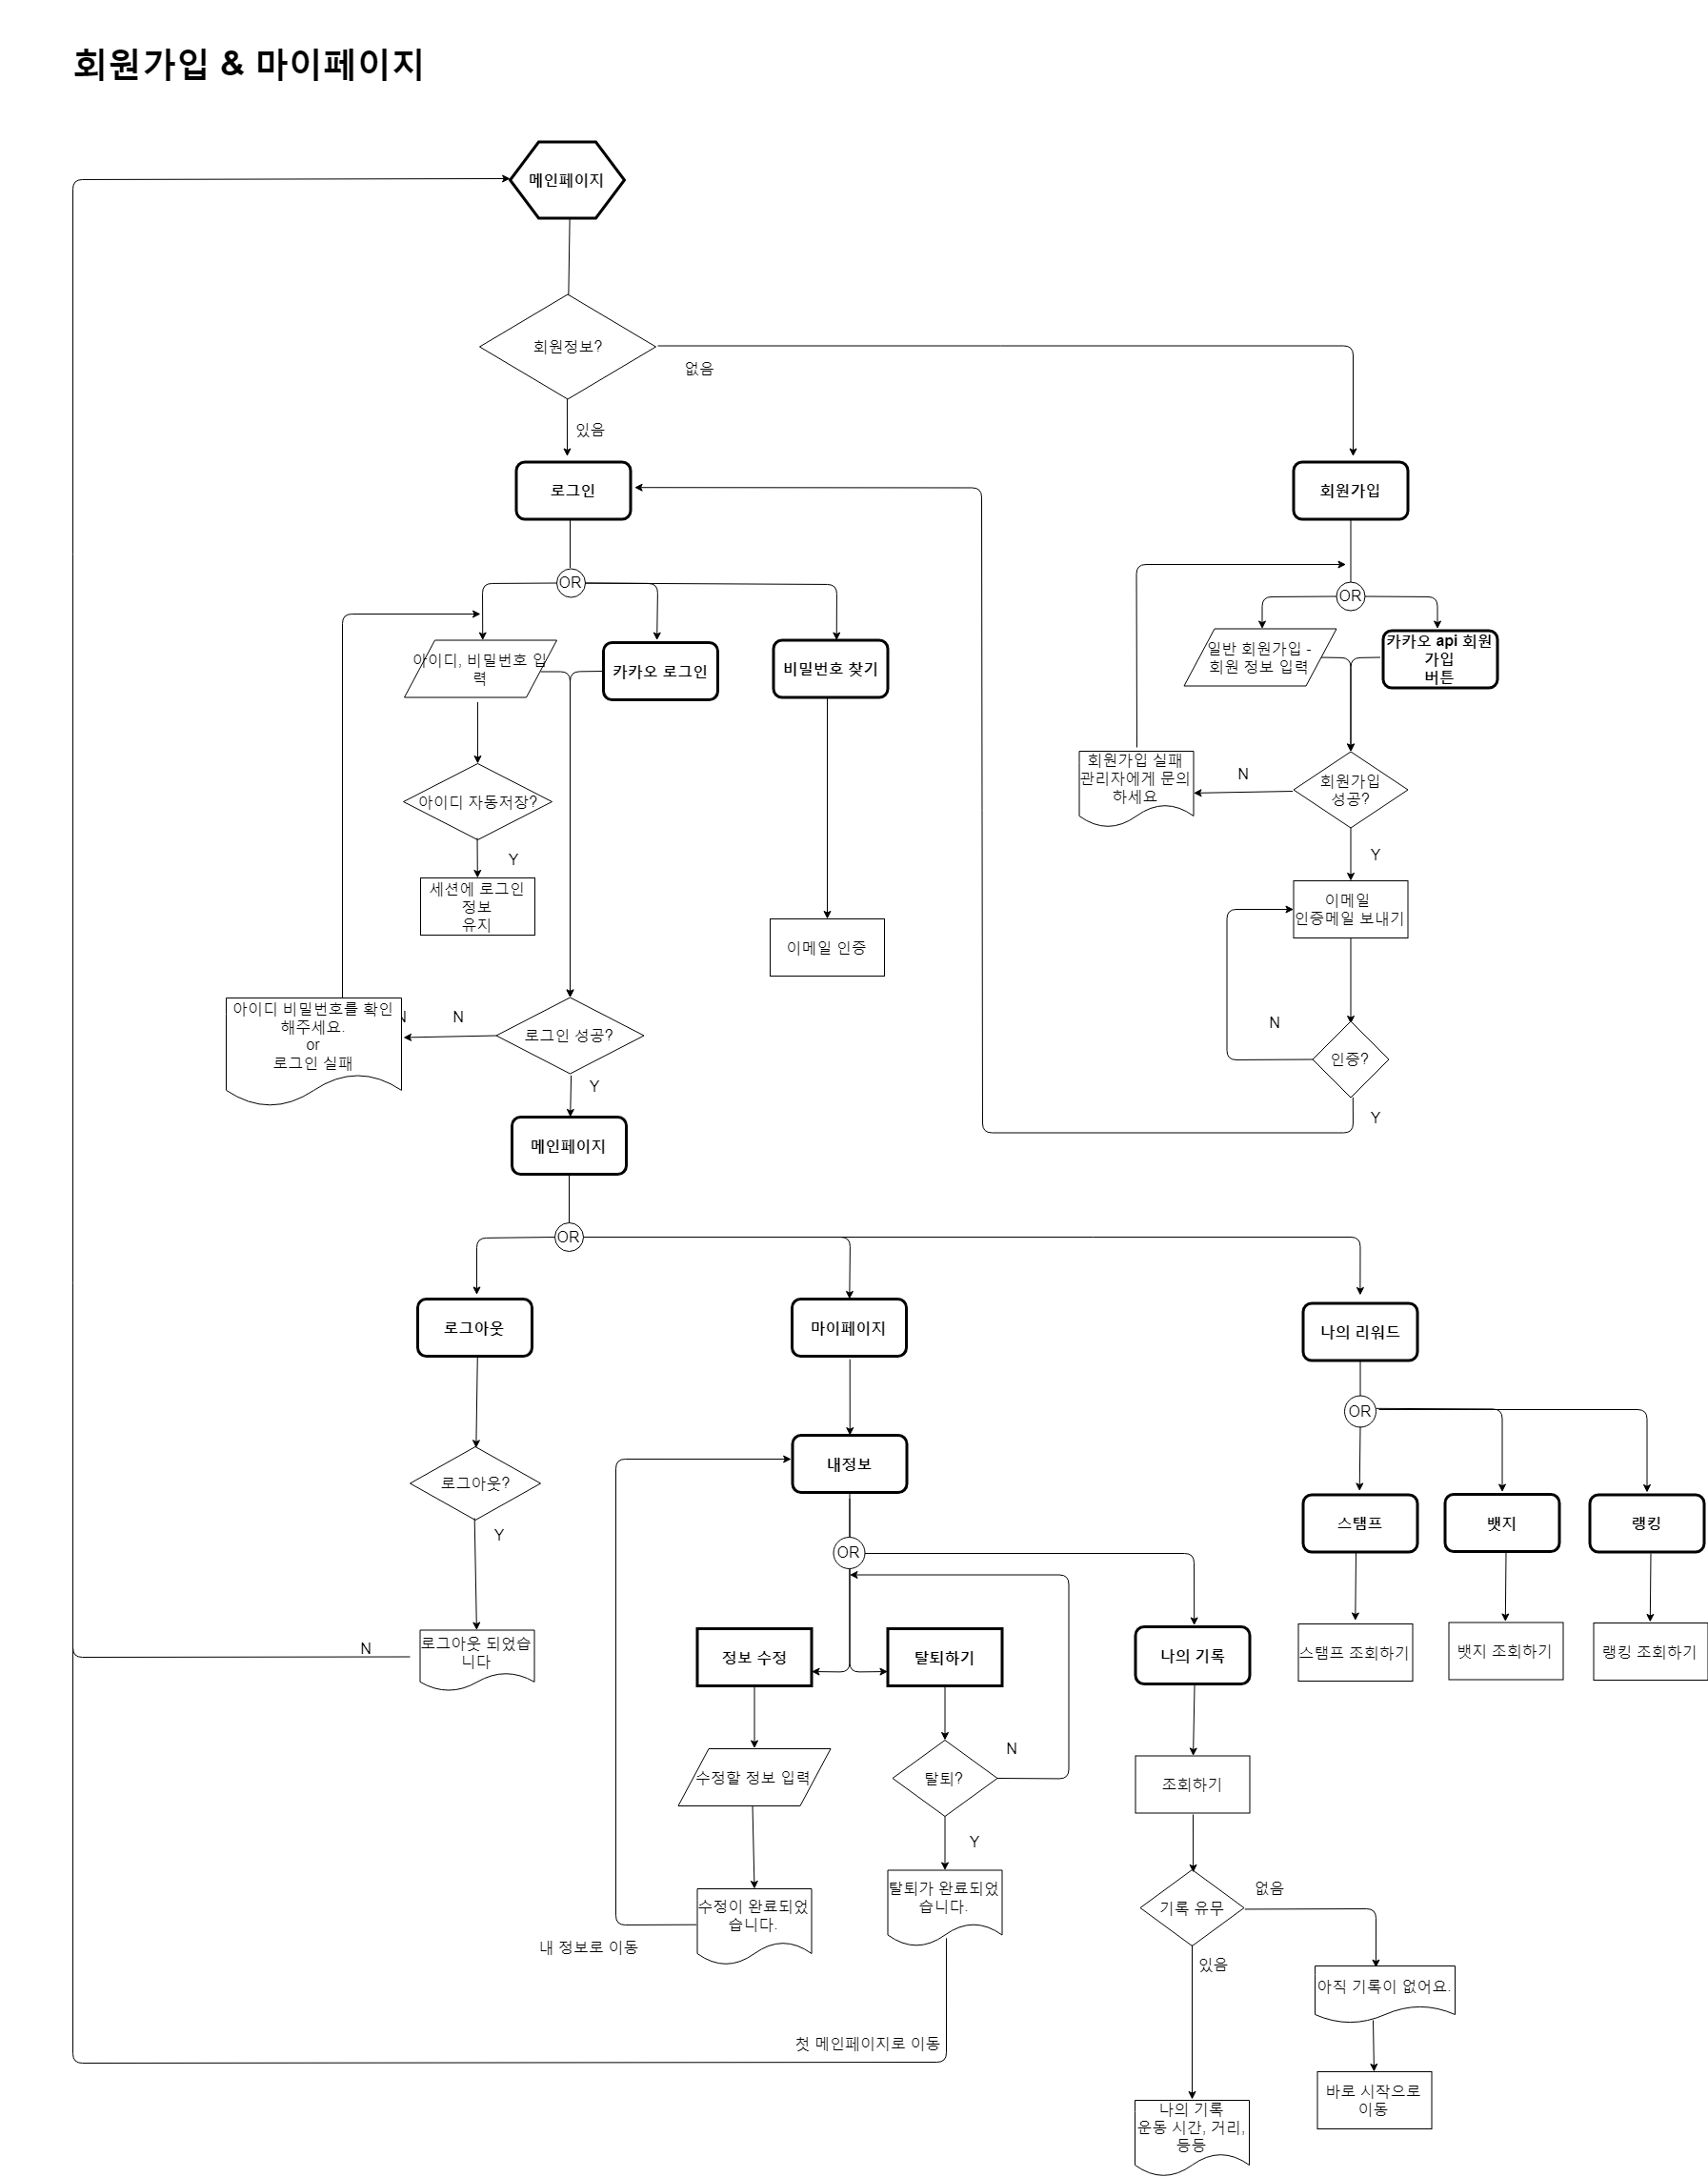 회원가입 & 마이페이지
메인페이지
회원정보?
없음
있음
로그인
회원가입
OR
OR
아이디, 비밀번호 입
력
카카오 로그인
비밀번호 찾기
일반 회원가입 -
회원 정보 입력
카카오 api 회원
가입
버튼
아이디 자동저장?
Y
세션에 로그인
정보
유지
이메일 인증
회원가입 실패
관리자에게 문의
하세요
N
회원가입
성공?
Y
이메일
인증메일 보내기
N
인증?
Y
아이디 비밀번호를 확인
해주세요.
or
로그인 실패
N
N
로그인 성공?
Y
메인페이지
OR
로그아웃
마이페이지
나의 리워드
OR
로그아웃?
Y
내정보
스탬프
뱃지
랭킹
OR
N
로그아웃 되었습
니다
정보 수정
탈퇴하기
나의 기록
스탬프 조회하기
뱃지 조회하기
랭킹 조회하기
수정할 정보 입력
탈퇴?
N
조회하기
Y
수정이 완료되었
습니다.
탈퇴가 완료되었
습니다.
기록 유무
없음
내 정보로 이동
있음
아직 기록이 없어요.
첫 메인페이지로 이동
바로 시작으로
이동
나의 기록
운동 시간, 거리,
등등